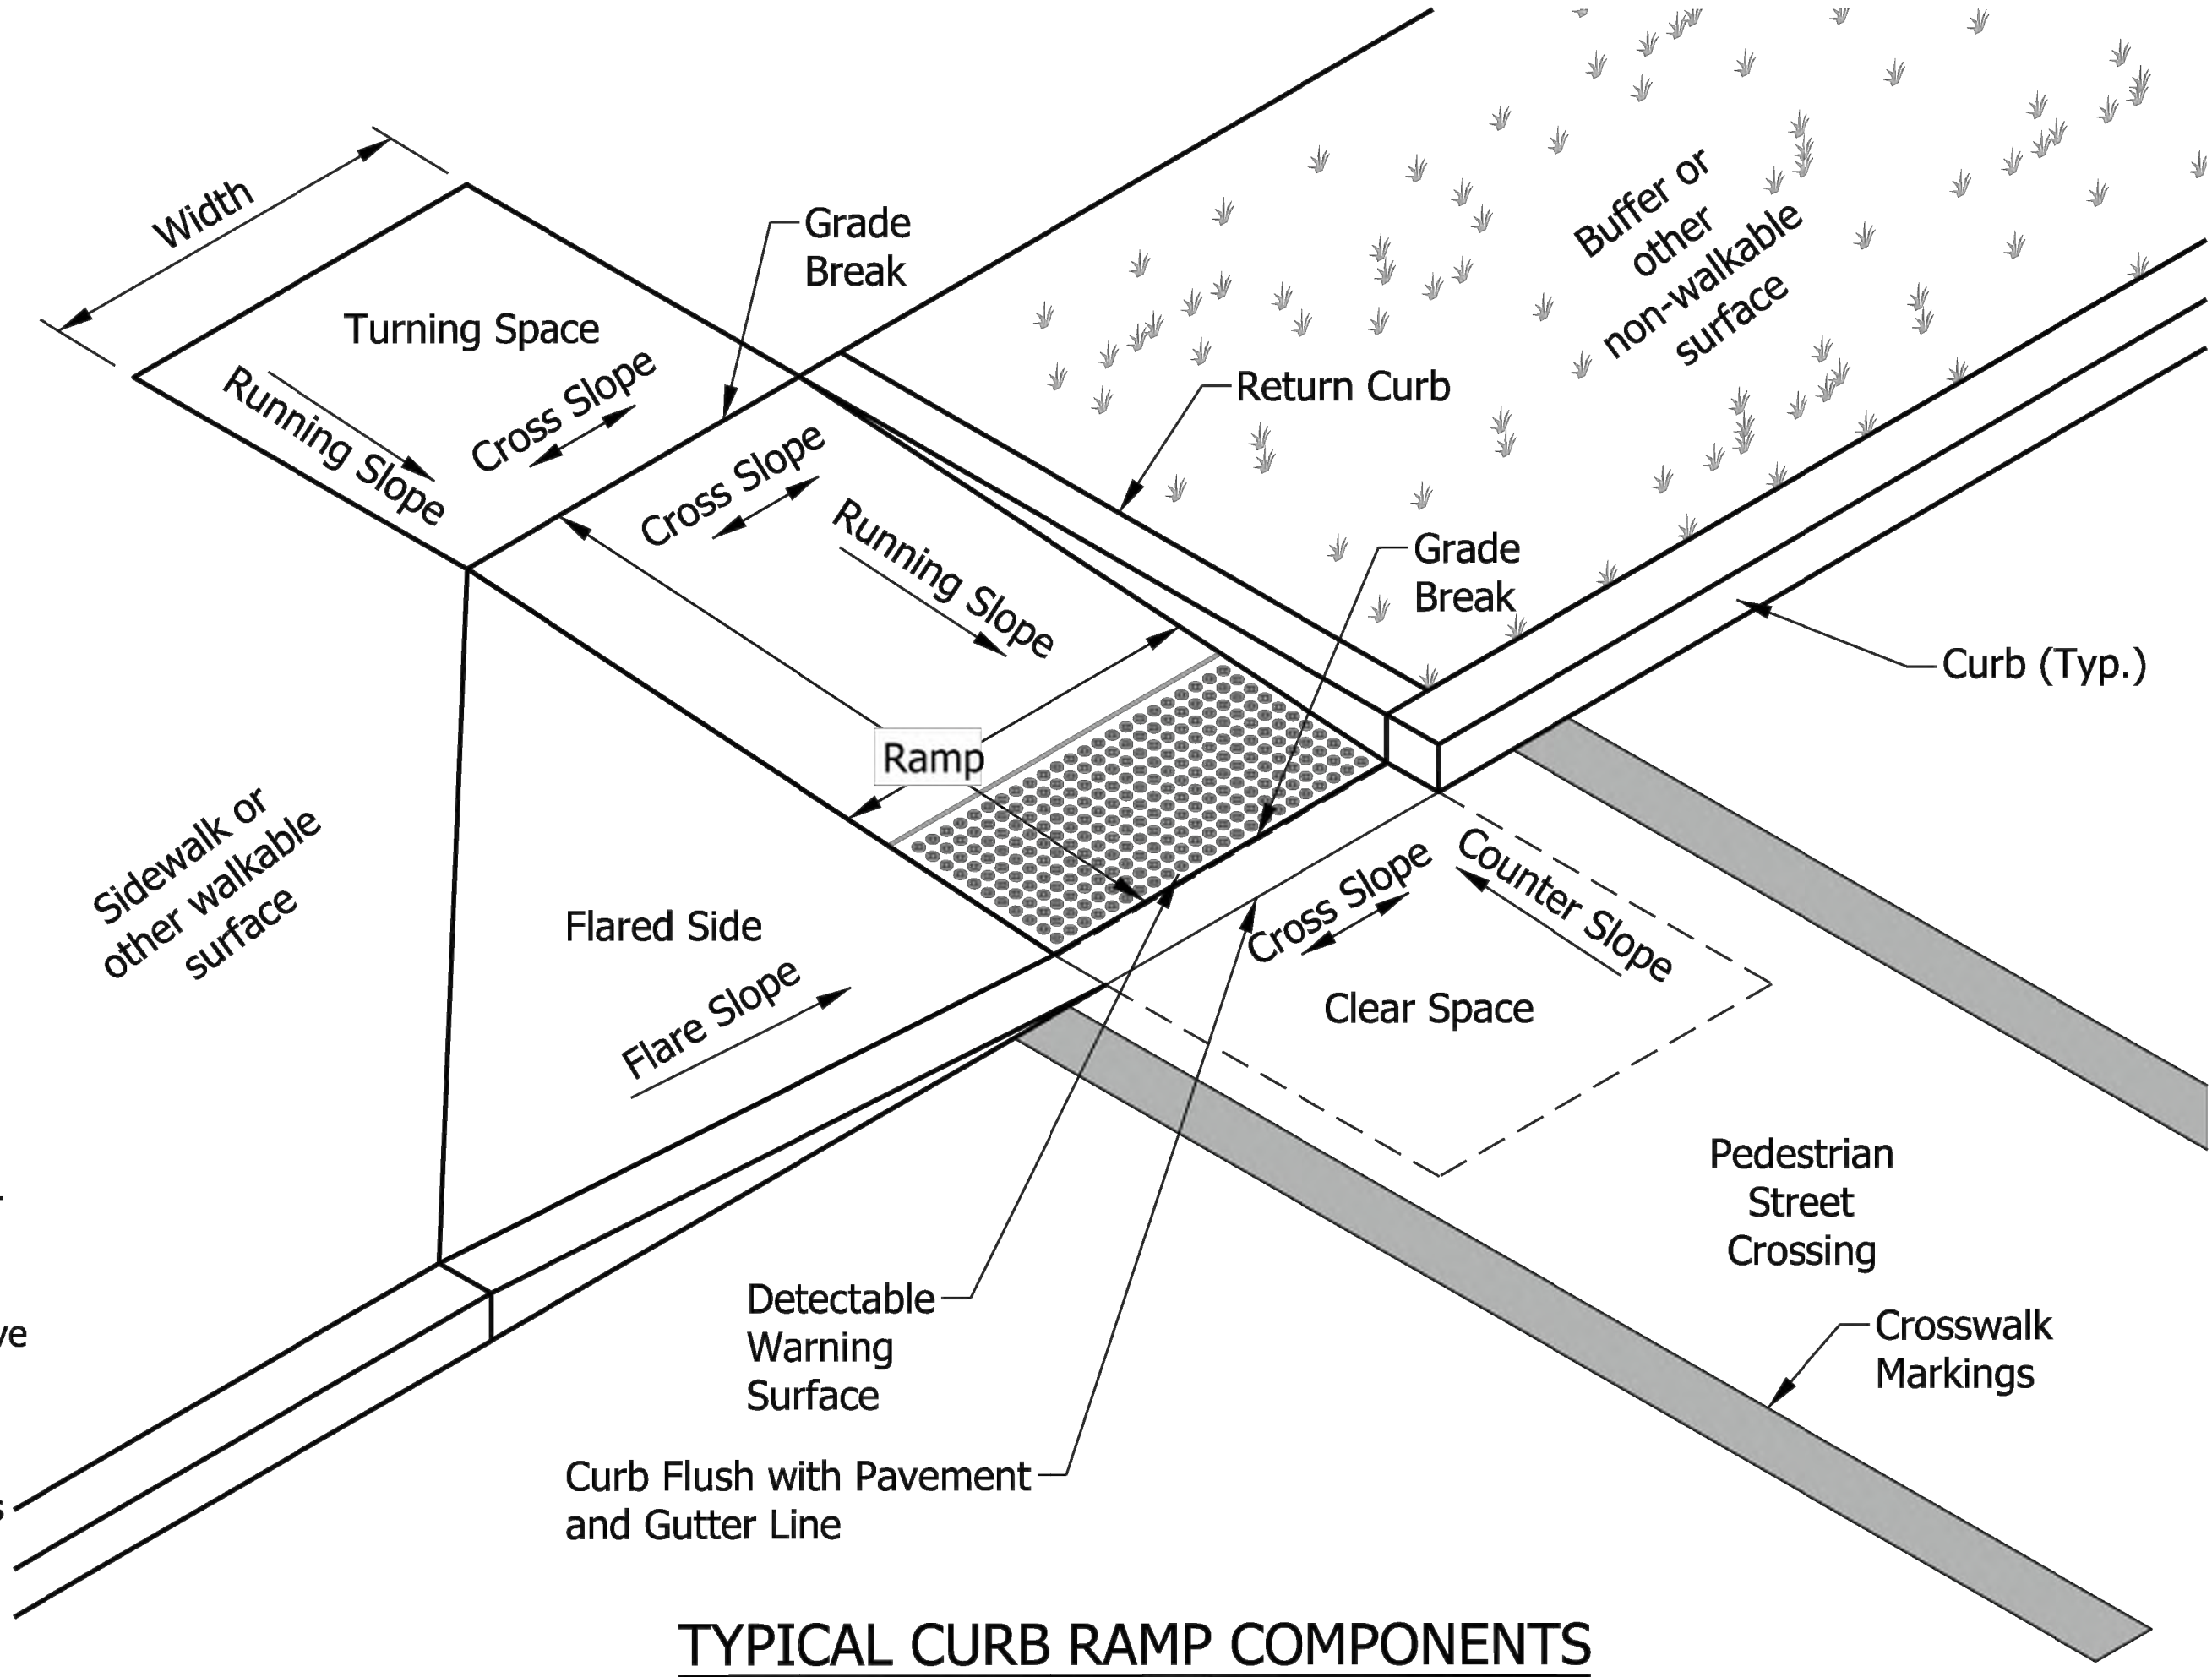 Width
Grade
Break
Buffer or
other
non-walkable
surface
Turning Space
Running Slope
Cross Slope
Return Curb
Cross Slope
Running Slope
Grade
Break
Curb (Typ.)
Ramp
Sidewalk or
other walkable
surface
Flared Side
Flare Slope
Cross Slope
Counter Slope
Clear Space
Pedestrian
Street
Crossing
Detectable
Warning
Surface
Crosswalk
Markings
Curb Flush with Pavement
and Gutter Line
TYPICAL CURB RAMP COMPONENTS